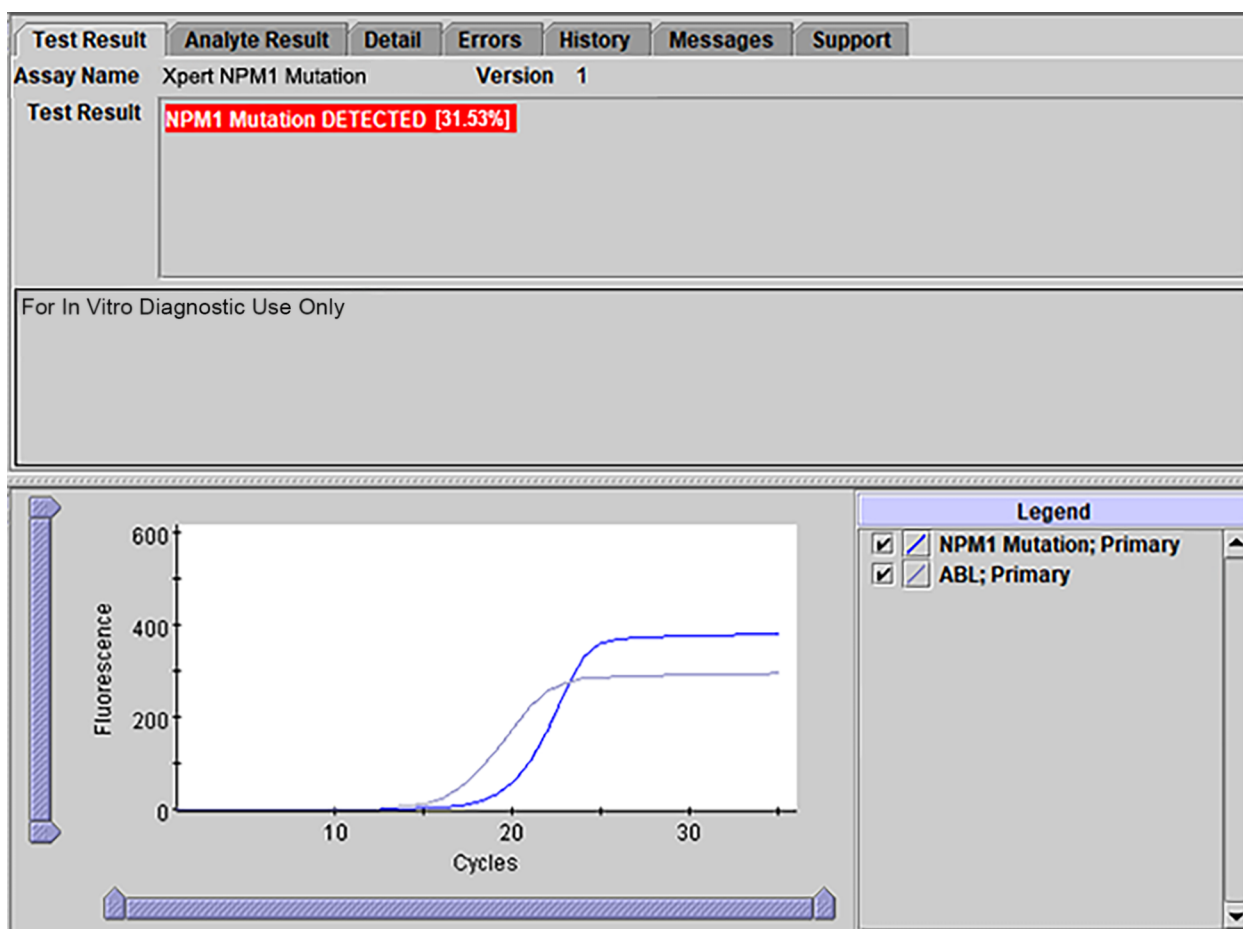 Test Result Analyte Result Detail Errors History Messages Support
Assay Name Xpert NPM1 Mutation Version 1
Test Result NPM1 Mutation DETECTED [31.53%]
For In Vitro Diagnostic Use Only
Legend
NPM1 Mutation; Primary
ABL; Primary
600
400
200
0
Fluorescence
10 20 30
Cycles